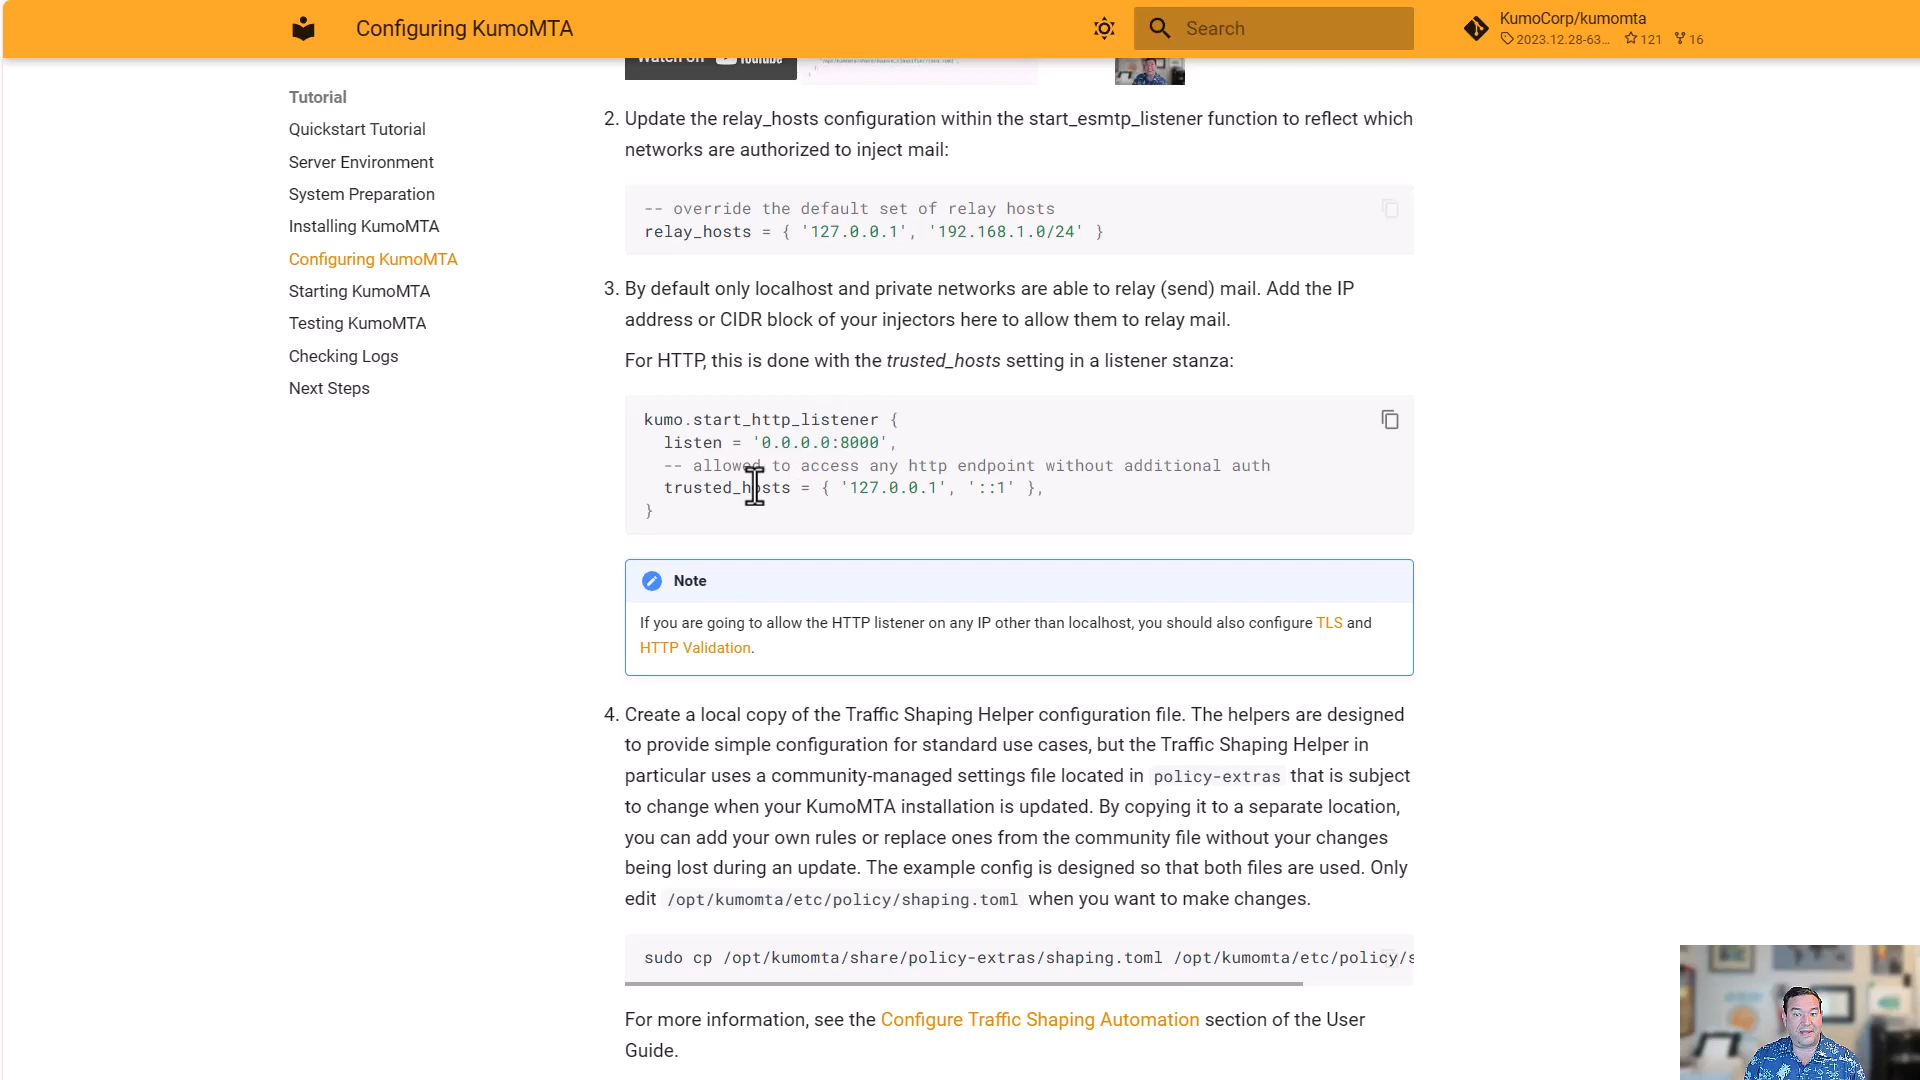 Configuring KumoMTA
Search
KumoCorp/kumomta
2023.12.28-63... 121 16
Watch on YouTube
Tutorial
Quickstart Tutorial
Server Environment
System Preparation
Installing KumoMTA
Configuring KumoMTA
Starting KumoMTA
Testing KumoMTA
Checking Logs
Next Steps
2. Update the relay_hosts configuration within the start_esmtp_listener function to reflect which
networks are authorized to inject mail:
-- override the default set of relay hosts
relay_hosts = { '127.0.0.1', '192.168.1.0/24' }
3. By default only localhost and private networks are able to relay (send) mail. Add the IP
address or CIDR block of your injectors here to allow them to relay mail.
For HTTP, this is done with the trusted_hosts setting in a listener stanza:
kumo.start_http_listener {
listen = '0.0.0.0:8000',
-- allowed to access any http endpoint without additional auth
trusted_hosts = { '127.0.0.1', '::1' },
}
Note
If you are going to allow the HTTP listener on any IP other than localhost, you should also configure TLS and
HTTP Validation.
4. Create a local copy of the Traffic Shaping Helper configuration file. The helpers are designed
to provide simple configuration for standard use cases, but the Traffic Shaping Helper in
particular uses a community-managed settings file located in policy-extras that is subject
to change when your KumoMTA installation is updated. By copying it to a separate location,
you can add your own rules or replace ones from the community file without your changes
being lost during an update. The example config is designed so that both files are used. Only
edit /opt/kumomta/etc/policy/shaping.toml when you want to make changes.
sudo cp /opt/kumomta/share/policy-extras/shaping.toml /opt/kumomta/etc/policy/s
For more information, see the Configure Traffic Shaping Automation section of the User
Guide.